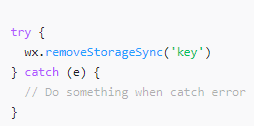 try {
  wx.removeStorageSync('key')
} catch (e) {
  // Do something when catch error
}